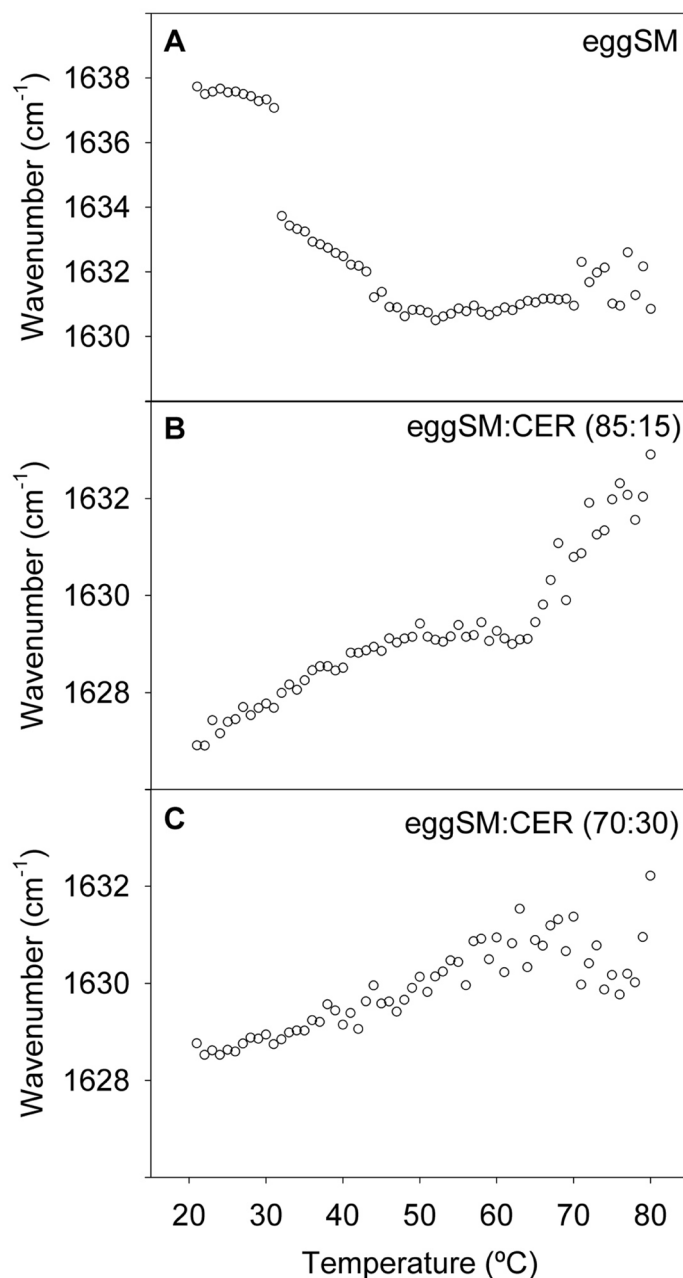 A
eggSM
Wavenumber (cm⁻¹)
1638
1636
1634
1632
1630
B
eggSM:CER (85:15)
Wavenumber (cm⁻¹)
1632
1630
1628
C
eggSM:CER (70:30)
Wavenumber (cm⁻¹)
1632
1630
1628
20 30 40 50 60 70 80
Temperature (ºC)